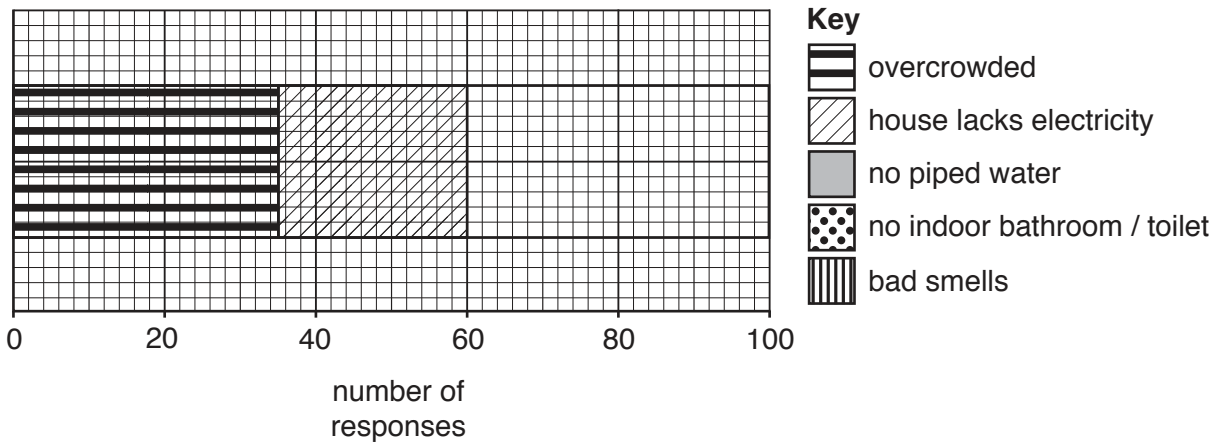 Key
overcrowded
house lacks electricity
no piped water
no indoor bathroom / toilet
bad smells
0 20 40 60 80 100
number of
responses